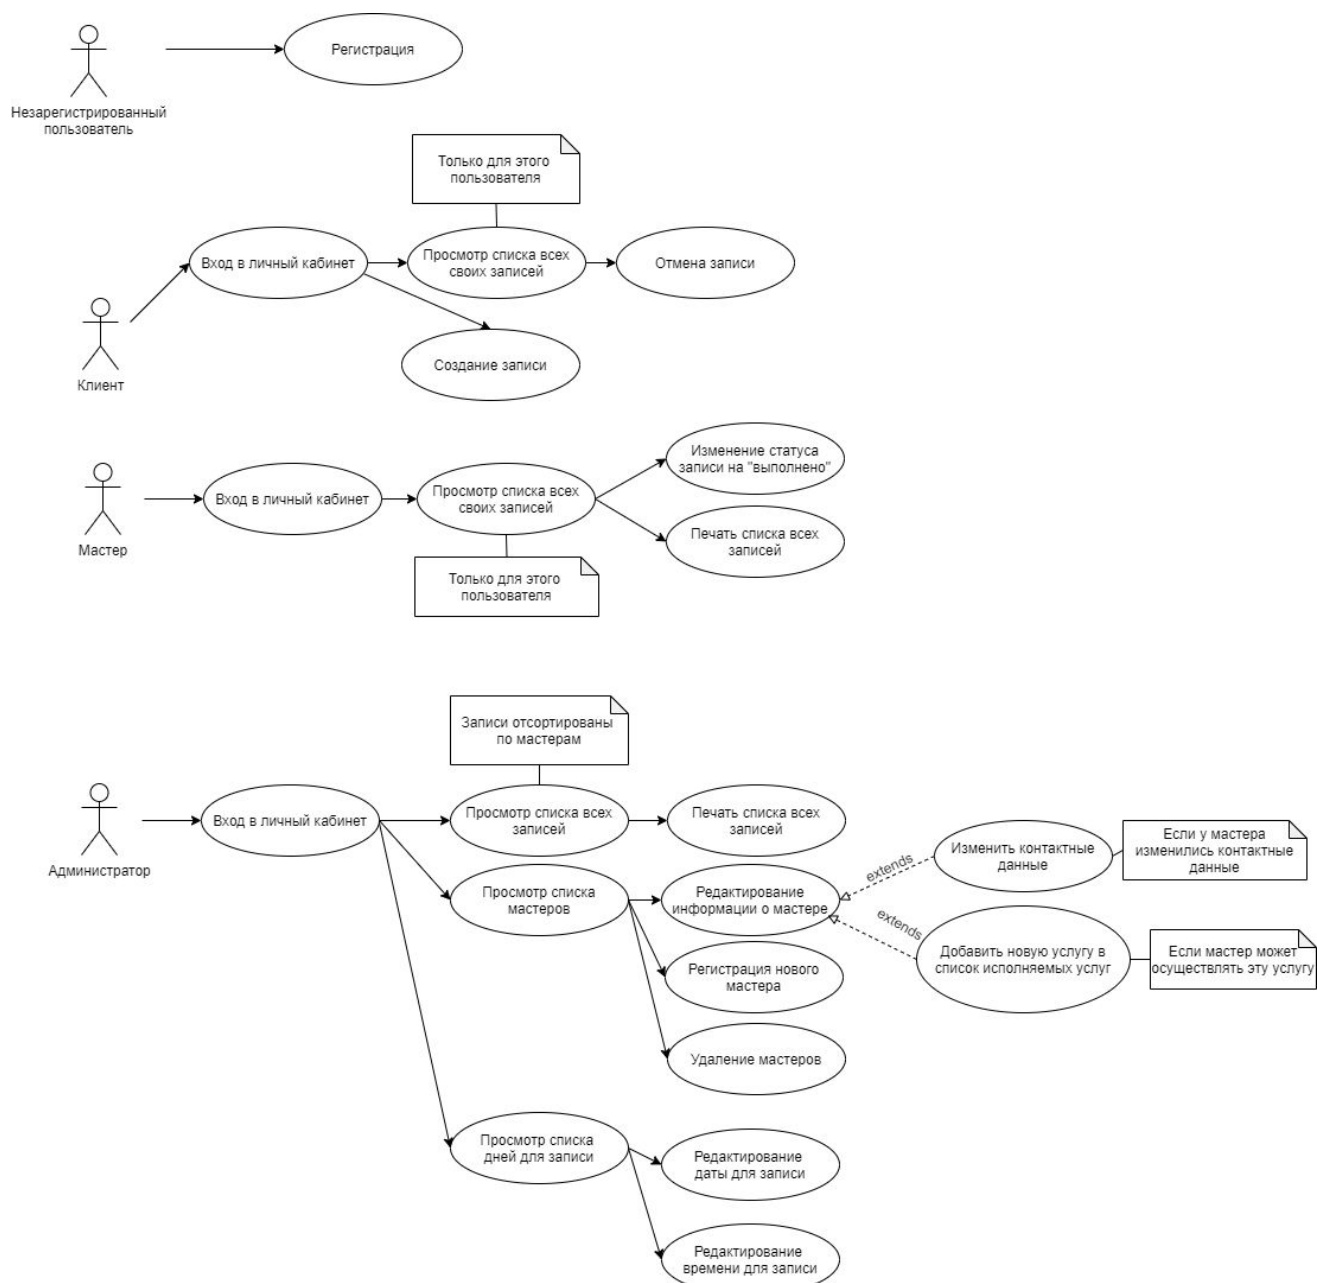 Регистрация
Незарегистрированный
пользователь
Только для этого
пользователя
Вход в личный кабинет
Просмотр списка всех
своих записей
Отмена записи
Создание записи
Клиент
Изменение статуса
записи на "выполнено"
Вход в личный кабинет
Просмотр списка всех
своих записей
Печать списка всех
записей
Мастер
Только для этого
пользователя
Записи отсортированы
по мастерам
Администратор
Вход в личный кабинет
Просмотр списка всех
записей
Печать списка всех
записей
Просмотр списка
мастеров
Редактирование
информации о мастере
extends
Изменить контактные
данные
Если у мастера
изменились контактные
данные
extends
Добавить новую услугу в
список исполняемых услуг
Если мастер может
осуществлять эту услугу
Регистрация нового
мастера
Удаление мастеров
Просмотр списка
дней для записи
Редактирование
даты для записи
Редактирование
времени для записи